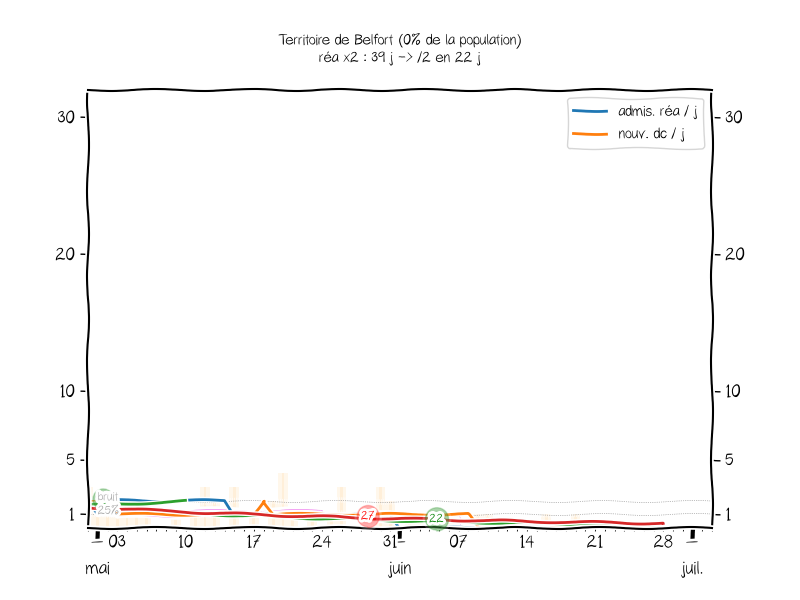 Territoire de Belfort (0% de la population)
réa x2 : 39 j -> /2 en 22 j
admis. réa / j
nouv. dc / j
30
30
20
20
10
10
5
5
bruit
25%
27
22
1
1
03
10
17
24
31
07
14
21
28
mai
juin
juil.